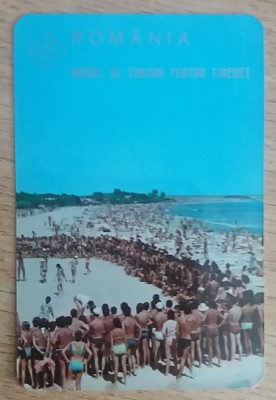 ROMÂNIA
BIROUL DE TURISM PENTRU TINERET